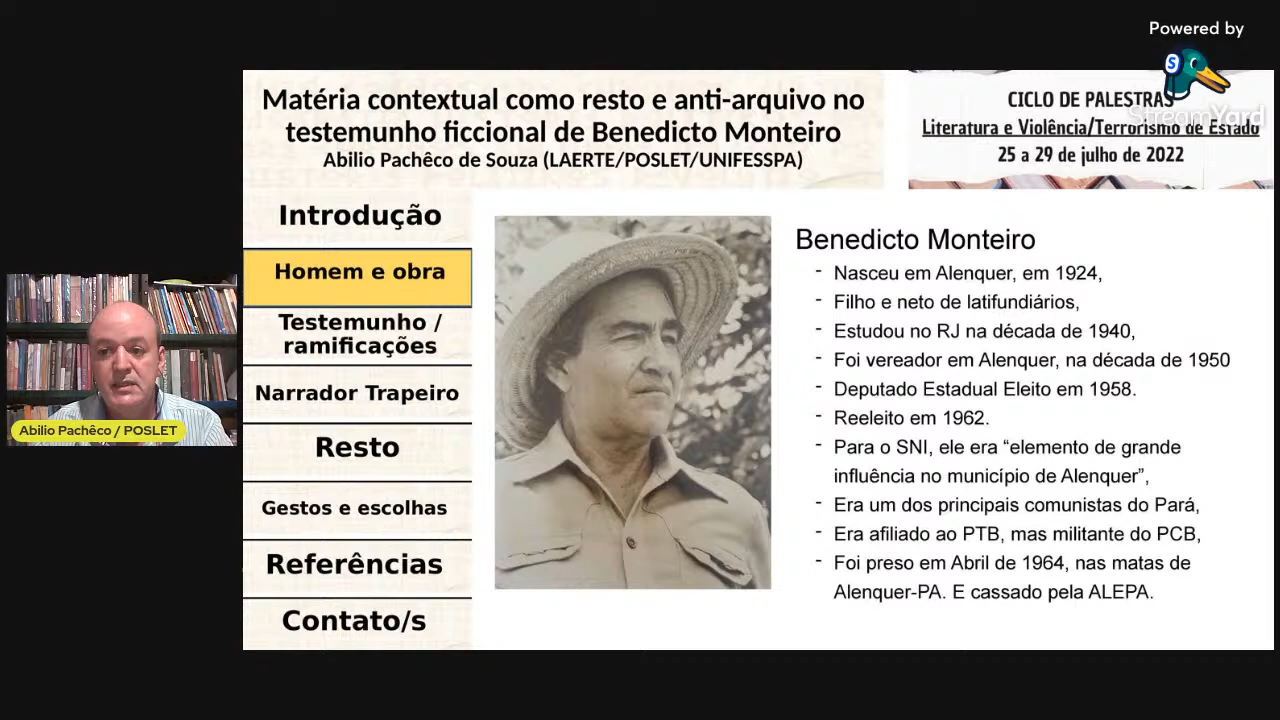 Powered by
S
StreamYard
Matéria contextual como resto e anti-arquivo no
testemunho ficcional de Benedicto Monteiro
Abilio Pachêco de Souza (LAERTE/POSLET/UNIFESSPA)
CICLO DE PALESTRAS
Literatura e Violência/Terrorismo de Estado
25 a 29 de julho de 2022
Introdução
Homem e obra
Testemunho /
ramificações
Narrador Trapeiro
Resto
Gestos e escolhas
Referências
Contato/s
Benedicto Monteiro
- Nasceu em Alenquer, em 1924,
- Filho e neto de latifundiários,
- Estudou no RJ na década de 1940,
- Foi vereador em Alenquer, na década de 1950
- Deputado Estadual Eleito em 1958.
- Reeleito em 1962.
- Para o SNI, ele era “elemento de grande
influência no município de Alenquer”,
- Era um dos principais comunistas do Pará,
- Era afiliado ao PTB, mas militante do PCB,
- Foi preso em Abril de 1964, nas matas de
Alenquer-PA. E cassado pela ALEPA.
Abilio Pachêco / POSLET